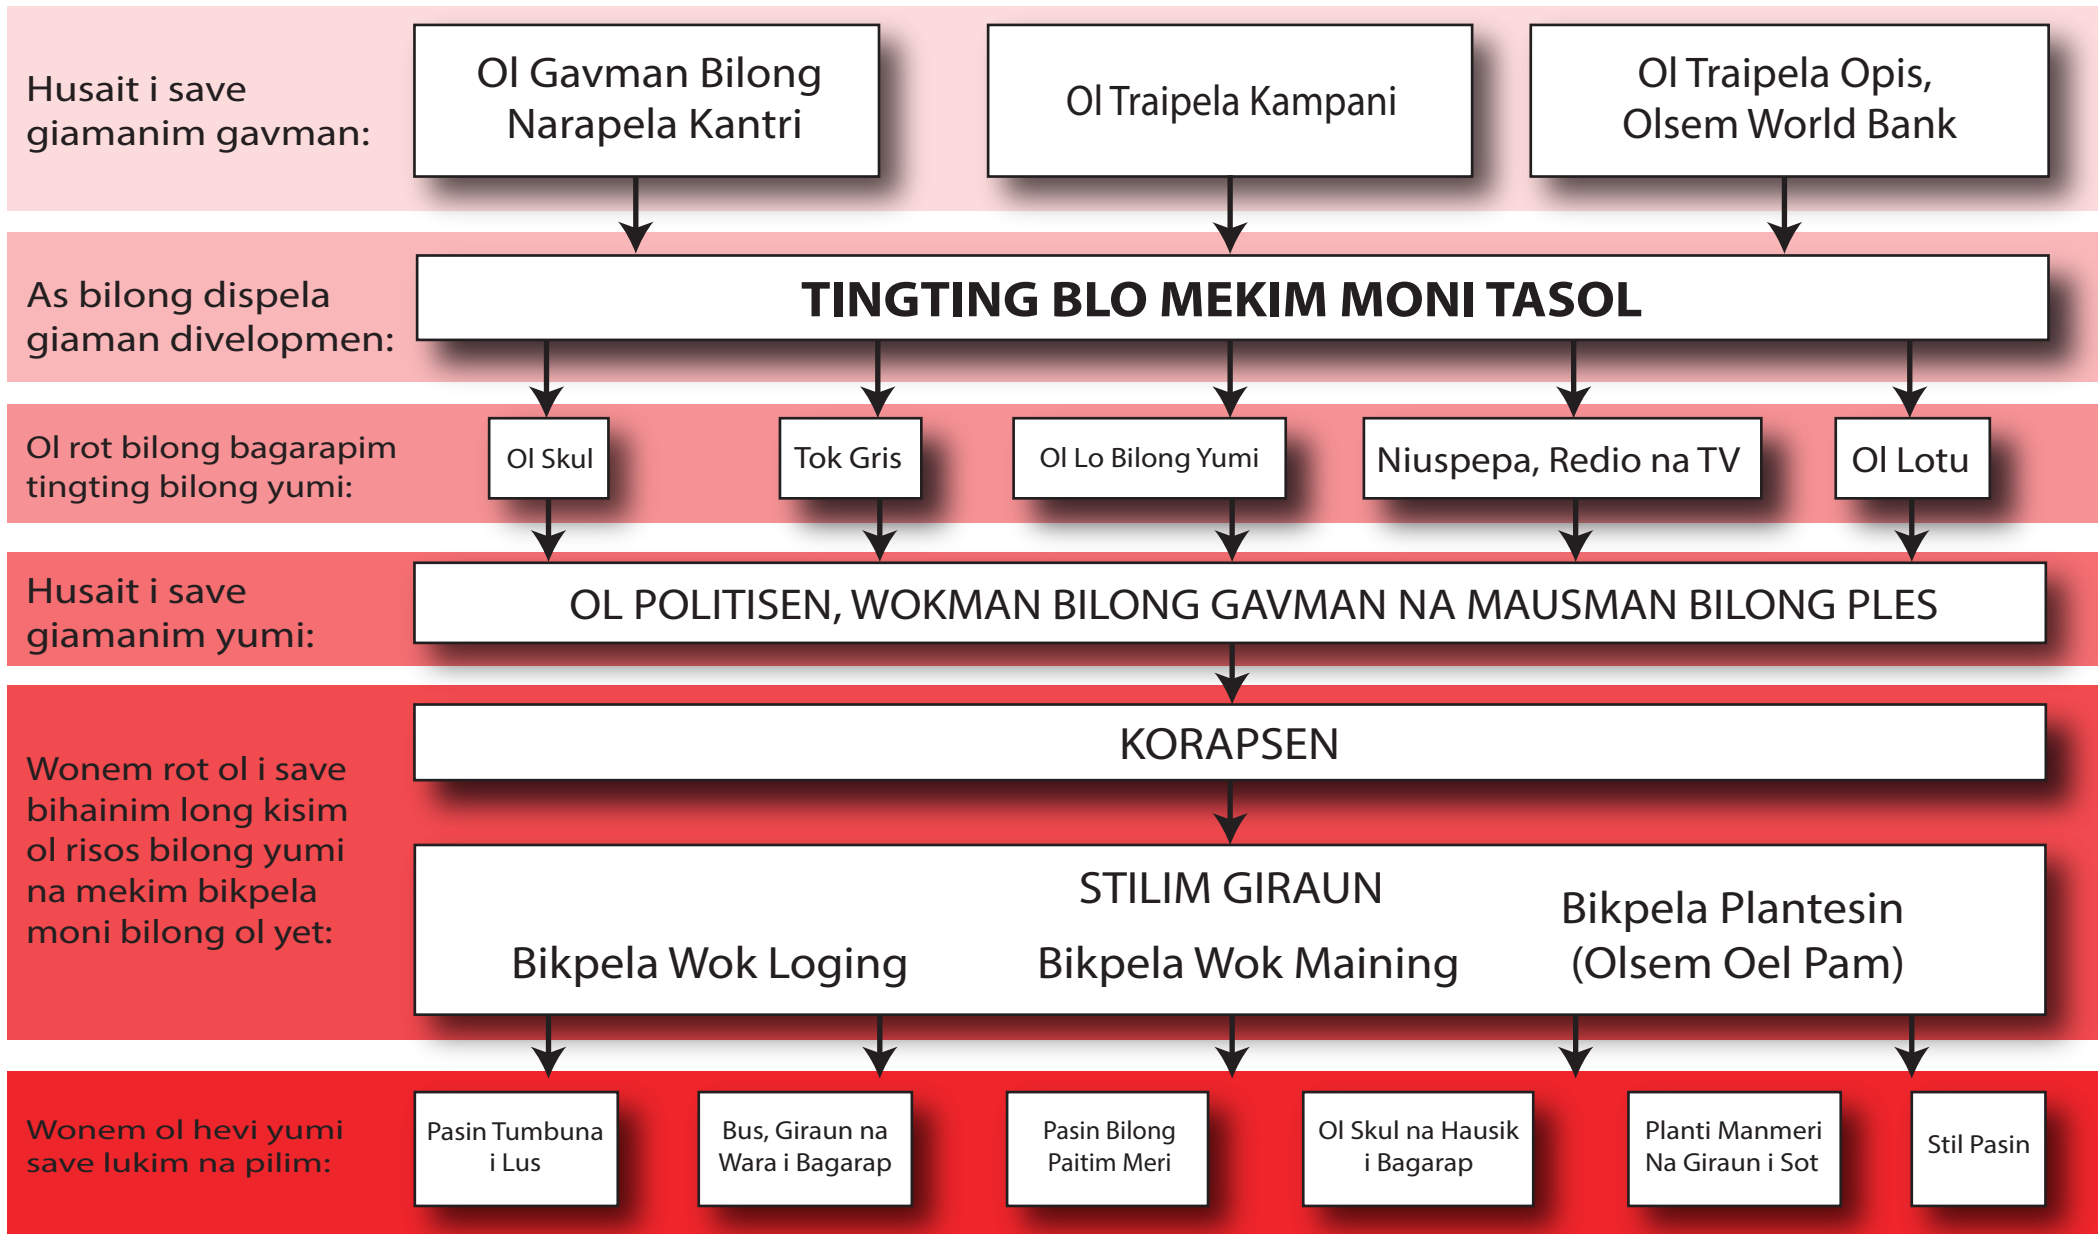 Husait i save
giamanim gavman:
Ol Gavman Bilong
Narapela Kantri
Ol Traipela Kampani
Ol Traipela Opis,
Olsem World Bank
As bilong dispela
giaman divelopmen:
TINGTING BLO MEKIM MONI TASOL
Ol rot bilong bagarapim
tingting bilong yumi:
Ol Skul
Tok Gris
Ol Lo Bilong Yumi
Niuspepa, Redio na TV
Ol Lotu
Husait i save
giamanim yumi:
OL POLITISEN, WOKMAN BILONG GAVMAN NA MAUSMAN BILONG PLES
Wonem rot ol i save
bihainim long kisim
ol risos bilong yumi
na mekim bikpela
moni bilong ol yet:
KORAPSEN
STILIM GIRAUN
Bikpela Wok Loging
Bikpela Wok Maining
Bikpela Plantesin
(Olsem Oel Pam)
Wonem ol hevi yumi
save lukim na pilim:
Pasin Tumbuna
i Lus
Bus, Giraun na
Wara i Bagarap
Pasin Bilong
Paitim Meri
Ol Skul na Hausik
i Bagarap
Planti Manmeri
Na Giraun i Sot
Stil Pasin